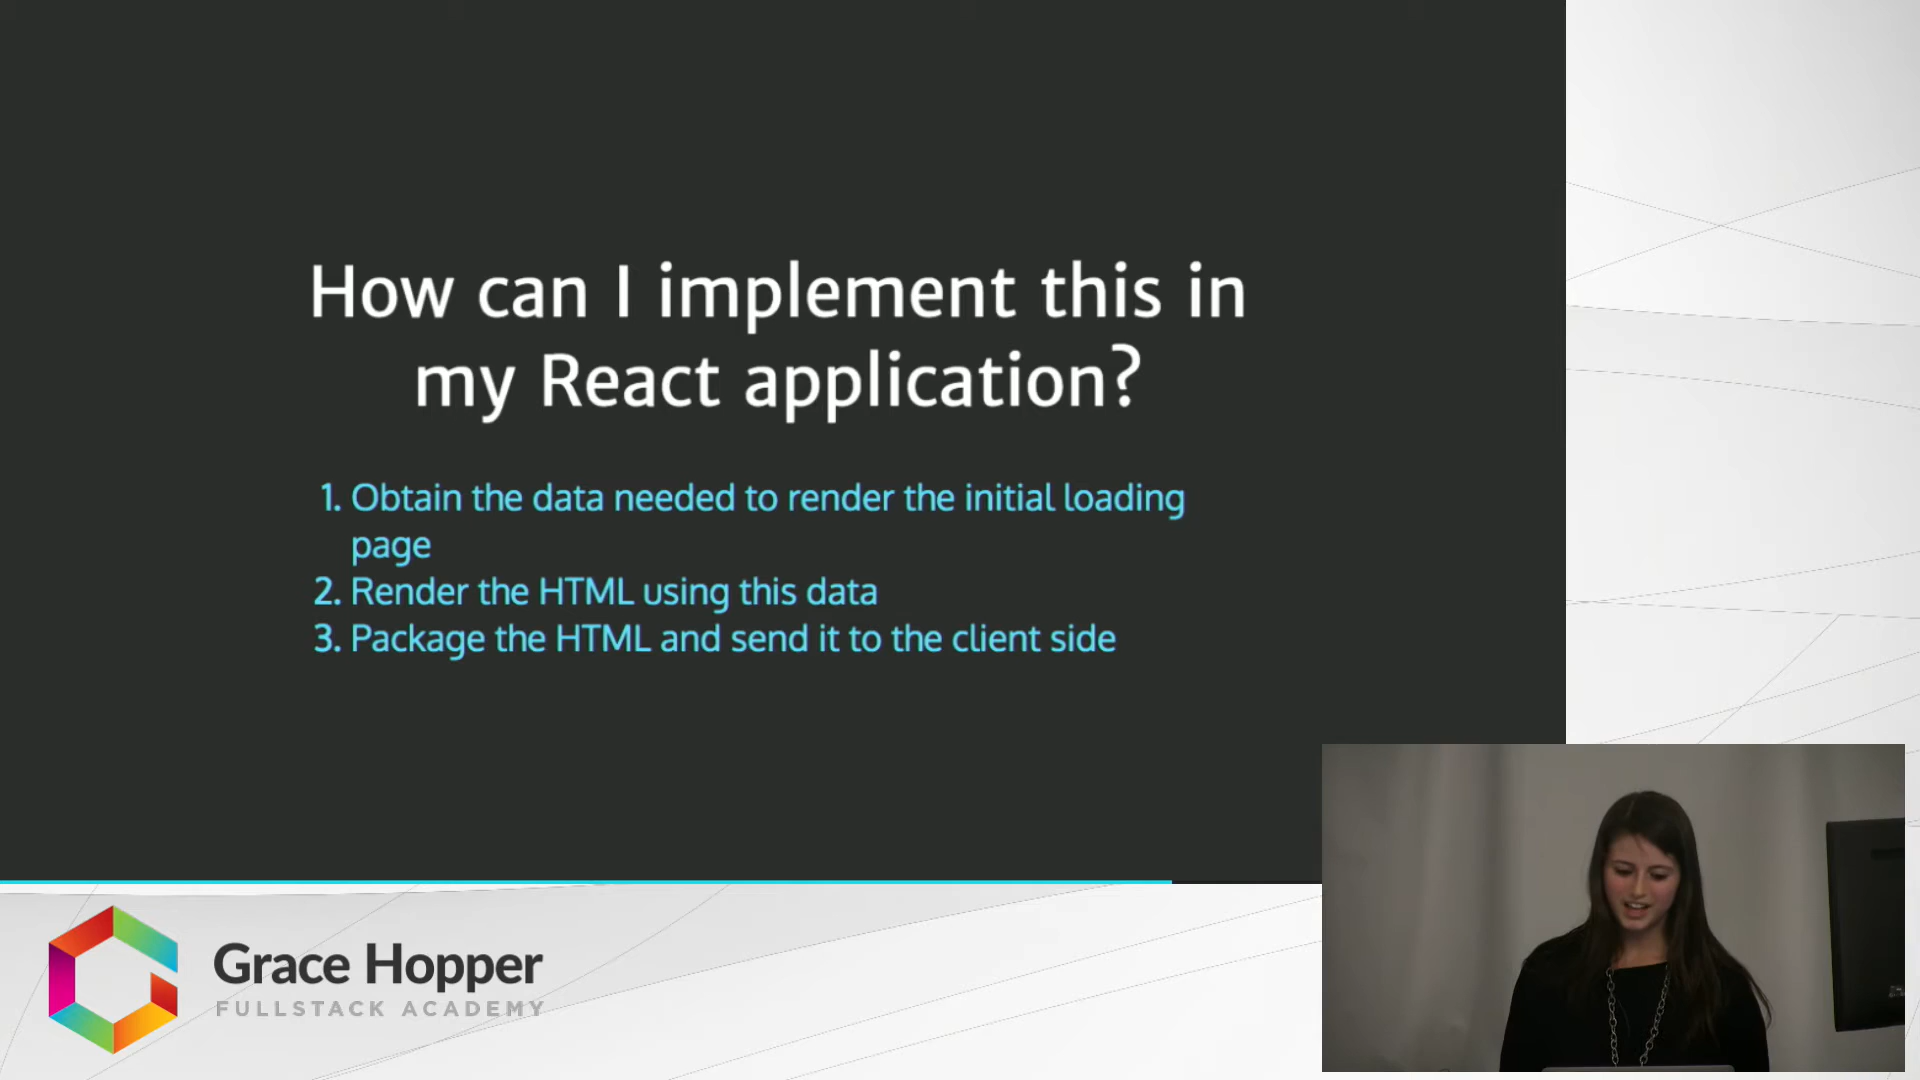 How can I implement this in
my React application?
1. Obtain the data needed to render the initial loading
page
2. Render the HTML using this data
3. Package the HTML and send it to the client side
Grace Hopper
FULLSTACK ACADEMY